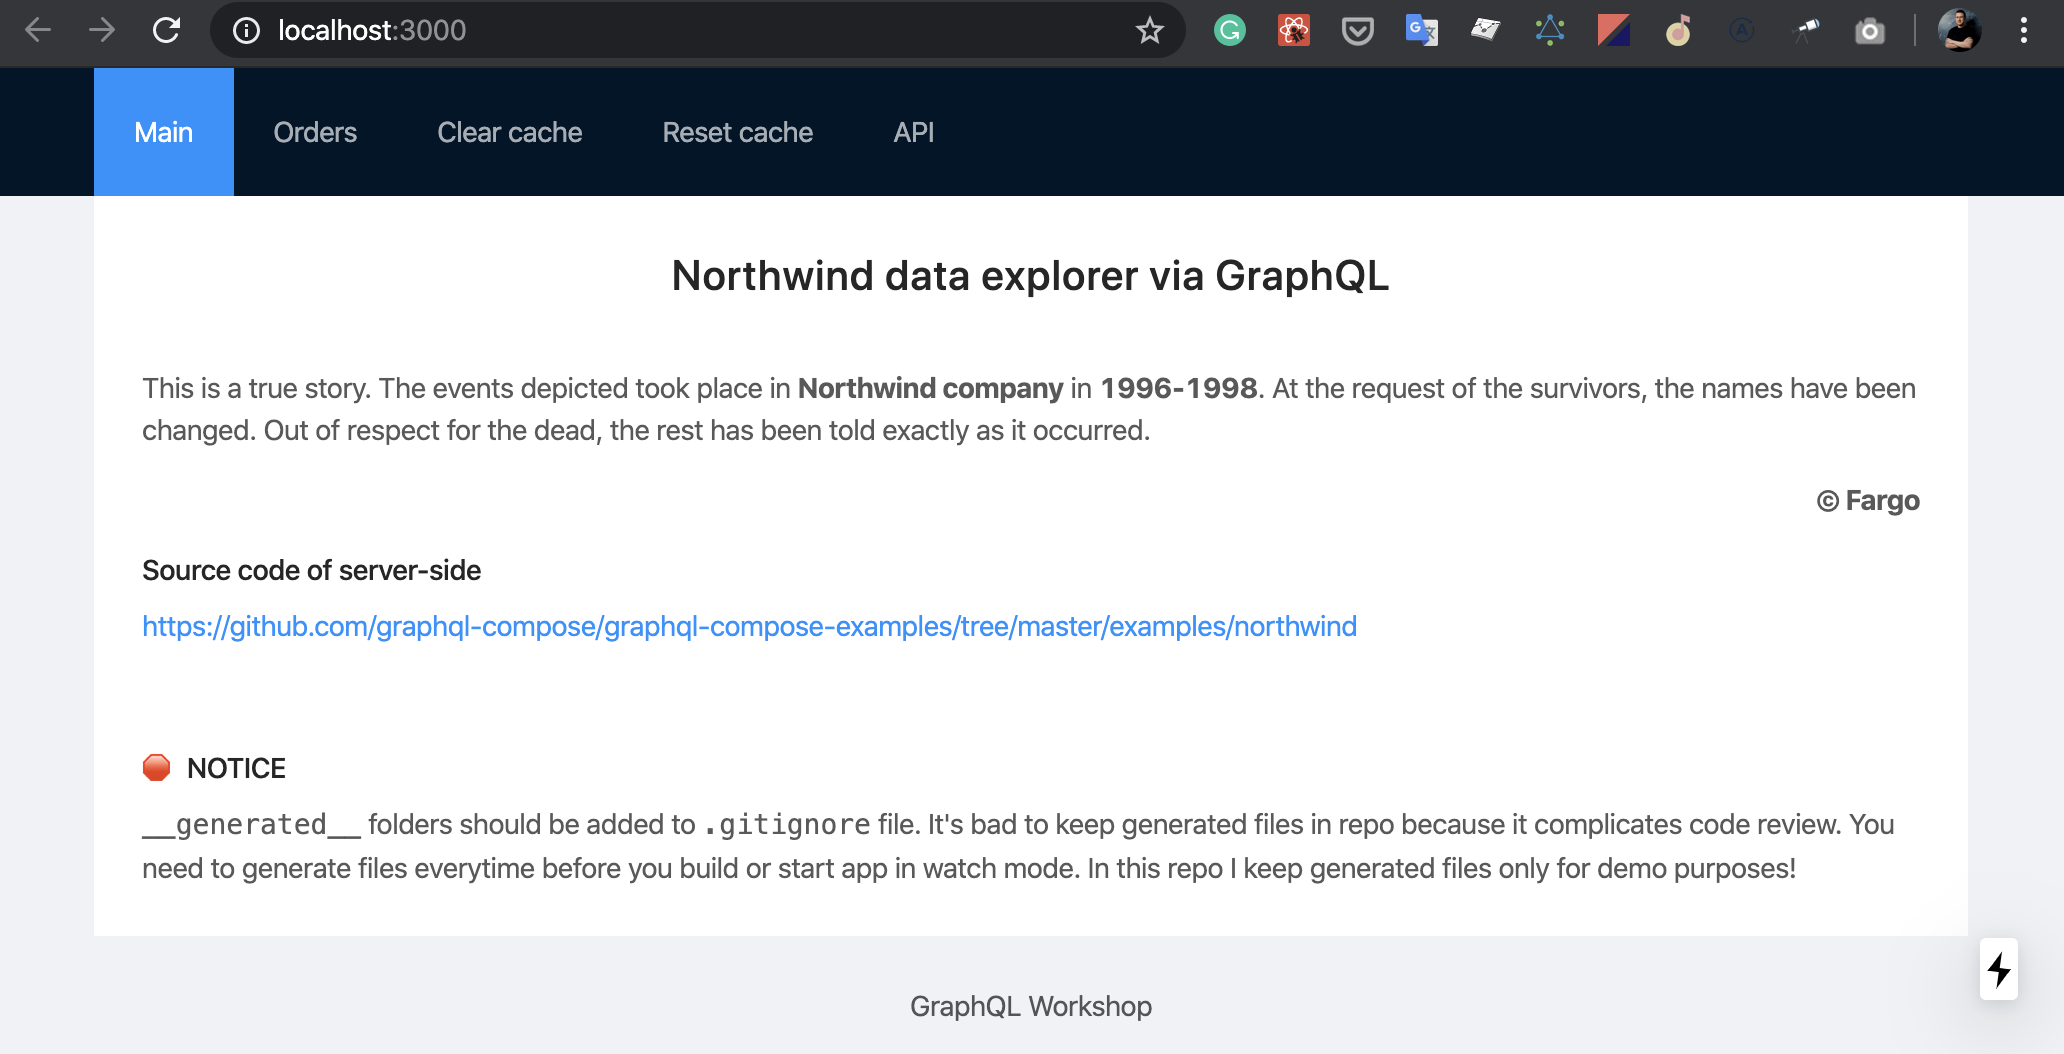 localhost:3000
Main Orders Clear cache Reset cache API
Northwind data explorer via GraphQL
This is a true story. The events depicted took place in Northwind company in 1996-1998. At the request of the survivors, the names have been
changed. Out of respect for the dead, the rest has been told exactly as it occurred.
© Fargo
Source code of server-side
https://github.com/graphql-compose/graphql-compose-examples/tree/master/examples/northwind
🛑 NOTICE
__generated__ folders should be added to .gitignore file. It's bad to keep generated files in repo because it complicates code review. You
need to generate files everytime before you build or start app in watch mode. In this repo I keep generated files only for demo purposes!
GraphQL Workshop